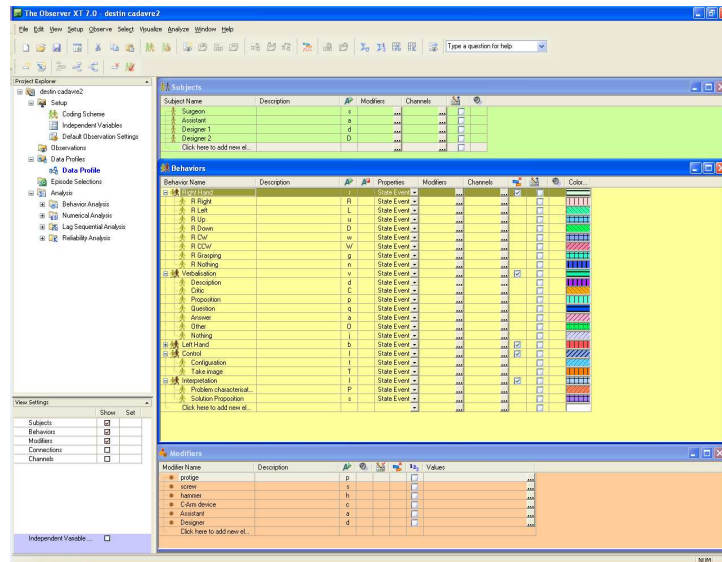 The Observer XT 7.0 - destin cadavre2
File Edit View Setup Observe Select Visualize Analyze Window Help
Type a question for help
Project Explorer
destin cadavre2
Setup
Coding Scheme
Independent Variables
Default Observation Settings
Observations
Data Profiles
Data Profile
Episode Selections
Analysis
Behavior Analysis
Numerical Analysis
Lag Sequential Analysis
Reliability Analysis
View Settings
Show Set
Subjects
Behaviors
Modifiers
Connections
Channels
Independent Variable ...
Subjects
Subject Name Description Modifiers Channels
Surgeon s
Assistant a
Designer 1 d
Designer 2 D
Click here to add new el...
Behaviors
Behavior Name Description Properties Modifiers Channels Color...
Right Hand r State Event
R Right R State Event
R Left L State Event
R Up u State Event
R Down D State Event
R CW w State Event
R CCW W State Event
R Grasping g State Event
R Nothing n State Event
Verbalisation v State Event
Description d State Event
Critic C State Event
Proposition p State Event
Question q State Event
Answer a State Event
Other O State Event
Nothing j State Event
Left Hand b State Event
Control State Event
Configuration t State Event
Take image T State Event
Interpretation State Event
Problem characterisat... P State Event
Solution Proposition s State Event
Click here to add new el...
Modifiers
Modifier Name Description Values
protige p
screw s
hammer h
C-Arm device c
Assistant a
Designer d
Click here to add new el...
NUM